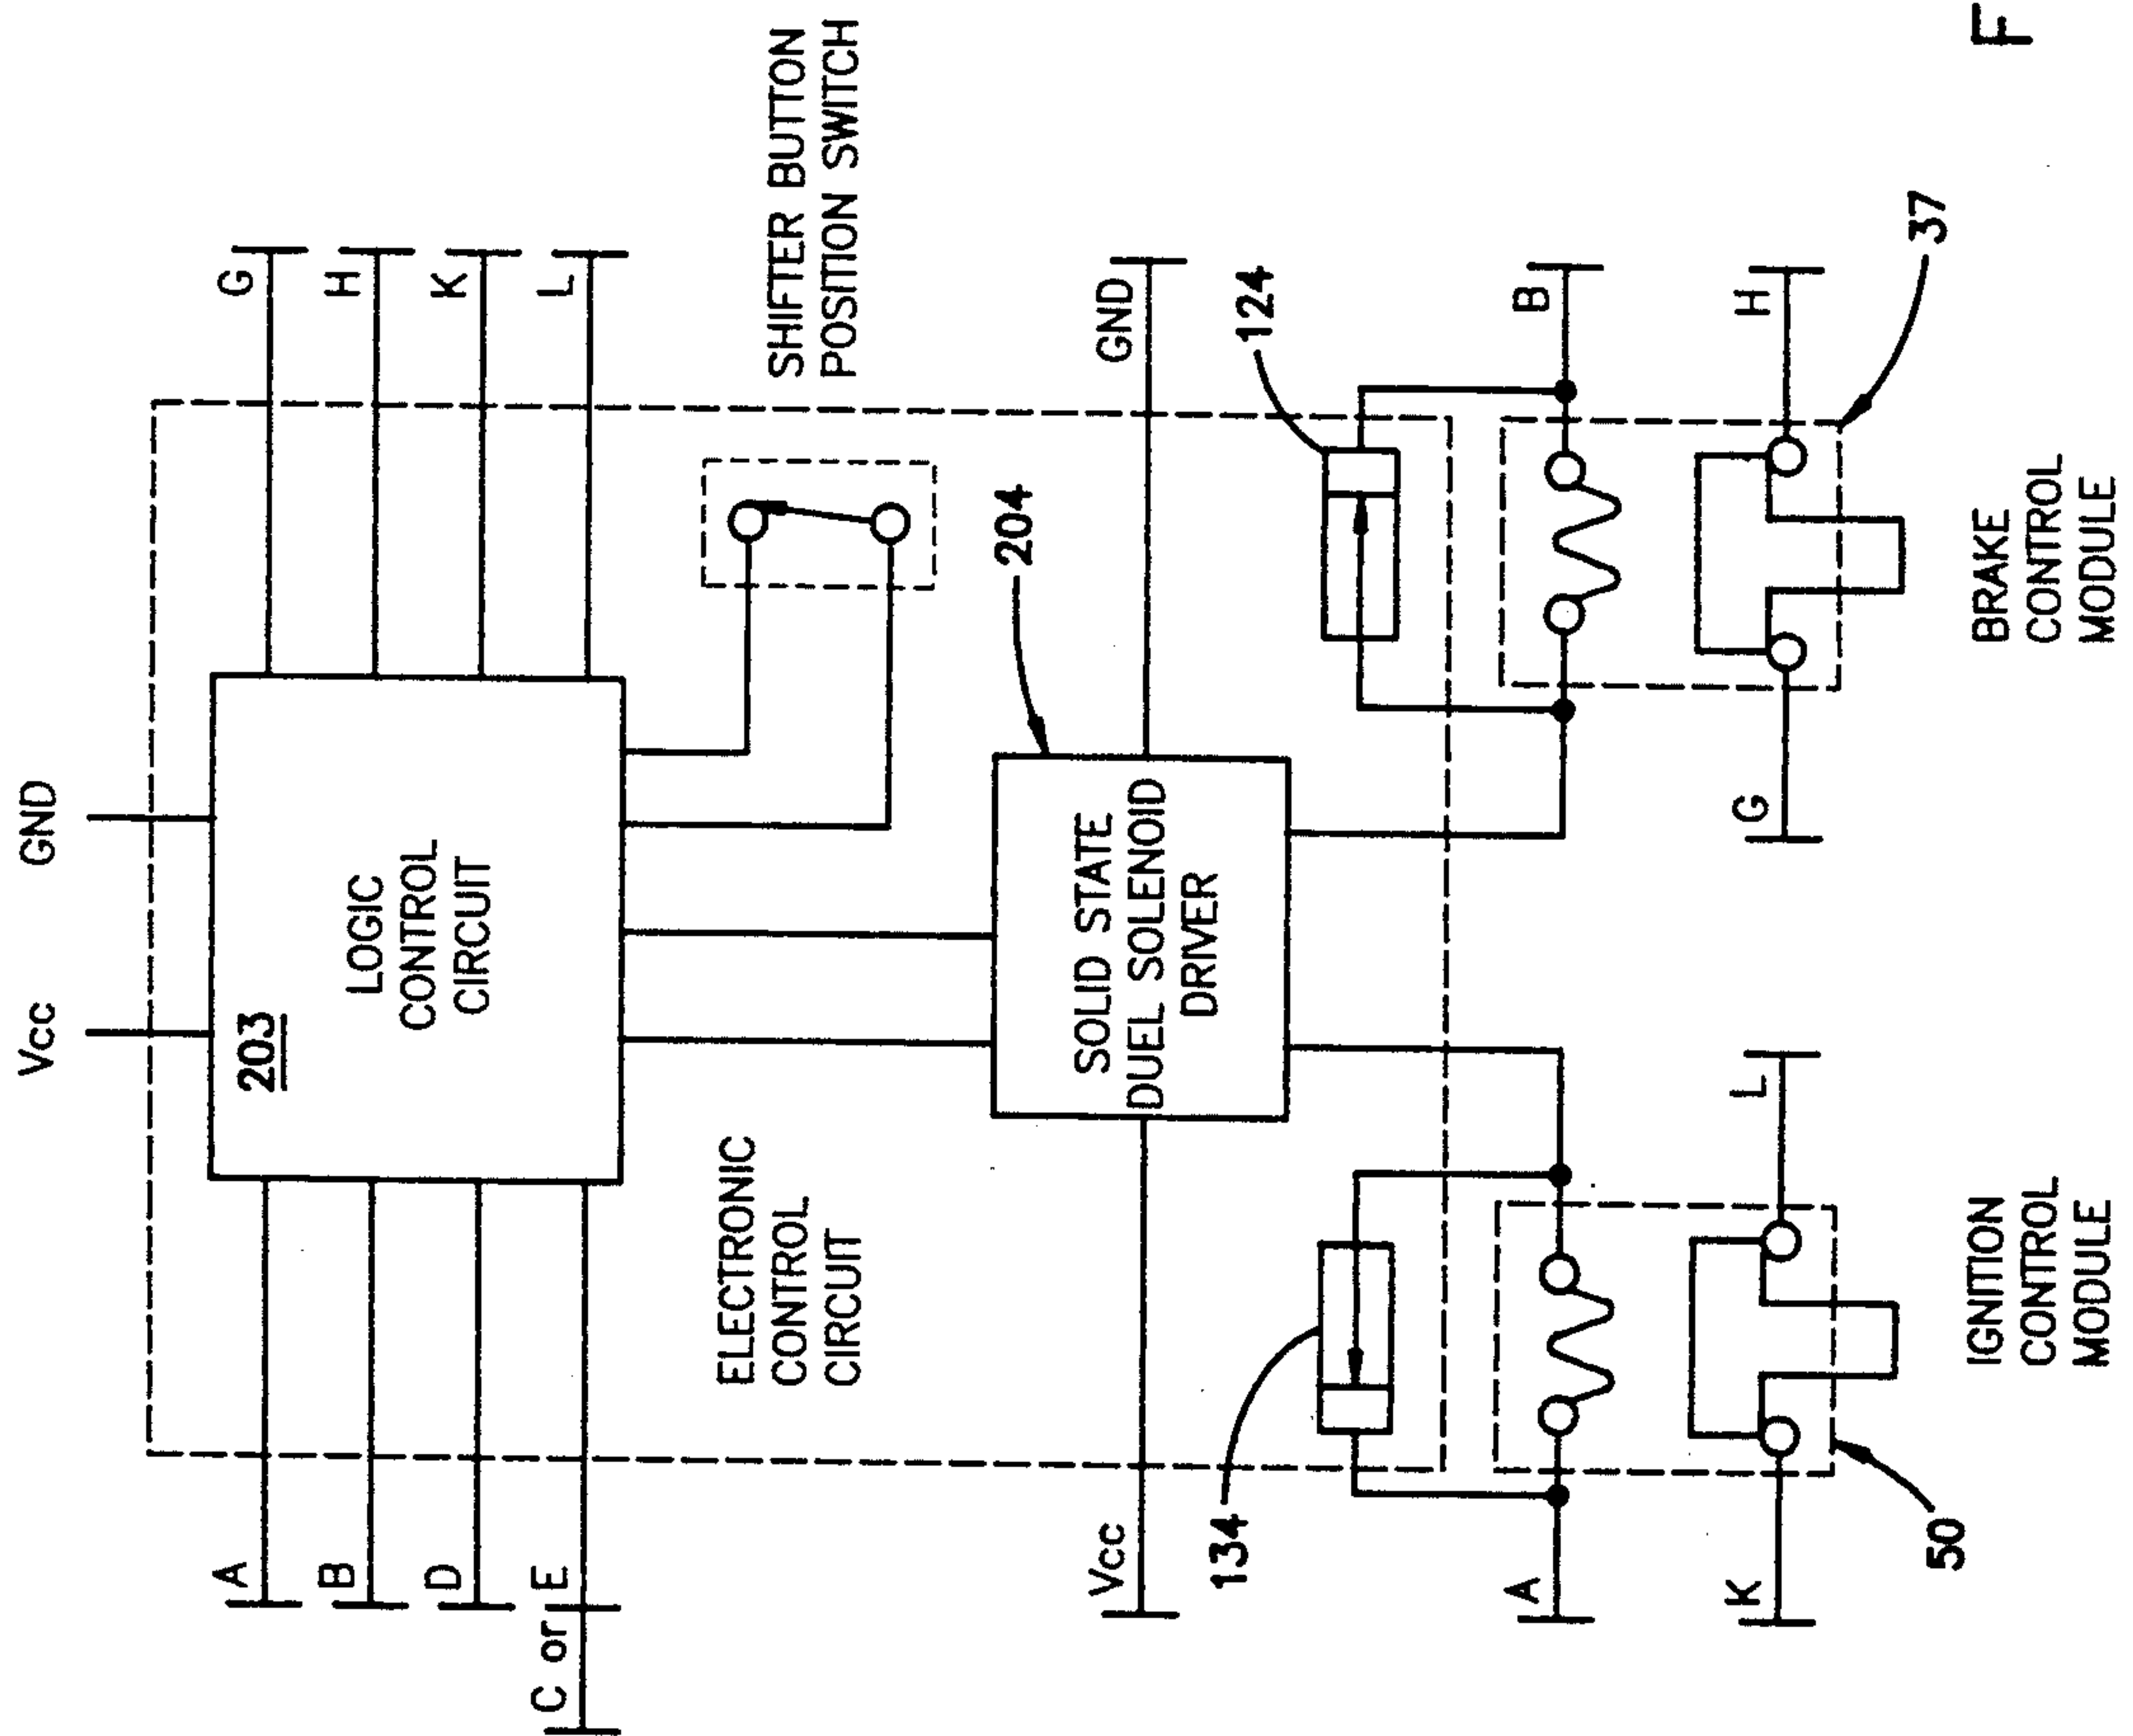 Vcc
GND
203
LOGIC
CONTROL
CIRCUIT
A
B
D
C or E
G
H
K
L
ELECTRONIC
CONTROL
CIRCUIT
SHIFTER BUTTON
POSITION SWITCH
Vcc
SOLID STATE
DUEL SOLENOID
DRIVER
204
GND
134
124
A
B
K
L
G
H
50
37
IGNITION
CONTROL
MODULE
BRAKE
CONTROL
MODULE
F